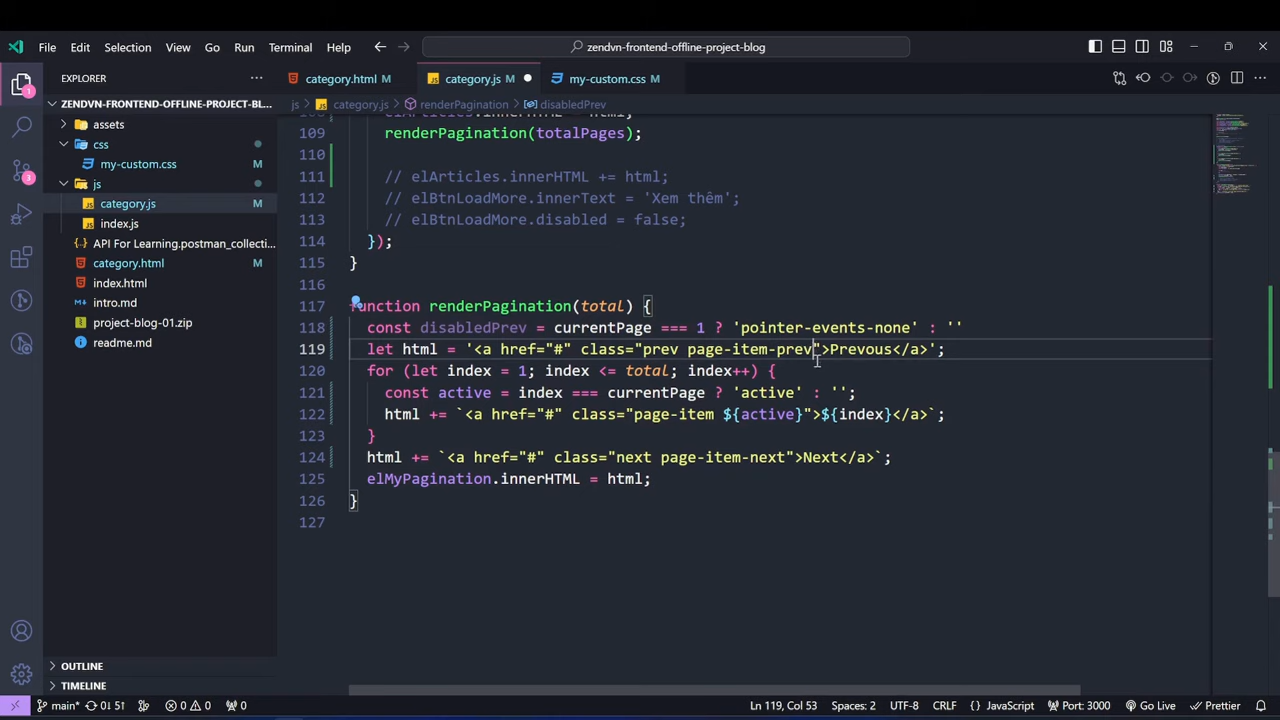 File Edit Selection View Go Run Terminal Help
zendvn-frontend-offline-project-blog
EXPLORER
category.html M
category.js M
my-custom.css M
ZENDVN-FRONTEND-OFFLINE-PROJECT-BL...
js > category.js > renderPagination > disabledPrev
assets
css
my-custom.css M
js
category.js M
index.js
API For Learning.postman_collecti...
category.html M
index.html
intro.md
project-blog-01.zip
readme.md
OUTLINE
TIMELINE
1
3
108 elArticles.innerHTML = html;
109 renderPagination(totalPages);
110
111 // elArticles.innerHTML += html;
112 // elBtnLoadMore.innerText = 'Xem thêm';
113 // elBtnLoadMore.disabled = false;
114 });
115 }
116
117 function renderPagination(total) {
118 const disabledPrev = currentPage === 1 ? 'pointer-events-none' : ''
119 let html = '<a href="#" class="prev page-item-prev">Prevous</a>';
120 for (let index = 1; index <= total; index++) {
121 const active = index === currentPage ? 'active' : '';
122 html += `<a href="#" class="page-item ${active}">${index}</a>`;
123 }
124 html += `<a href="#" class="next page-item-next">Next</a>`;
125 elMyPagination.innerHTML = html;
126 }
127
main* 0↓ 5↑ 0 0 0 Ln 119, Col 53 Spaces: 2 UTF-8 CRLF JavaScript Port: 3000 Go Live Prettier